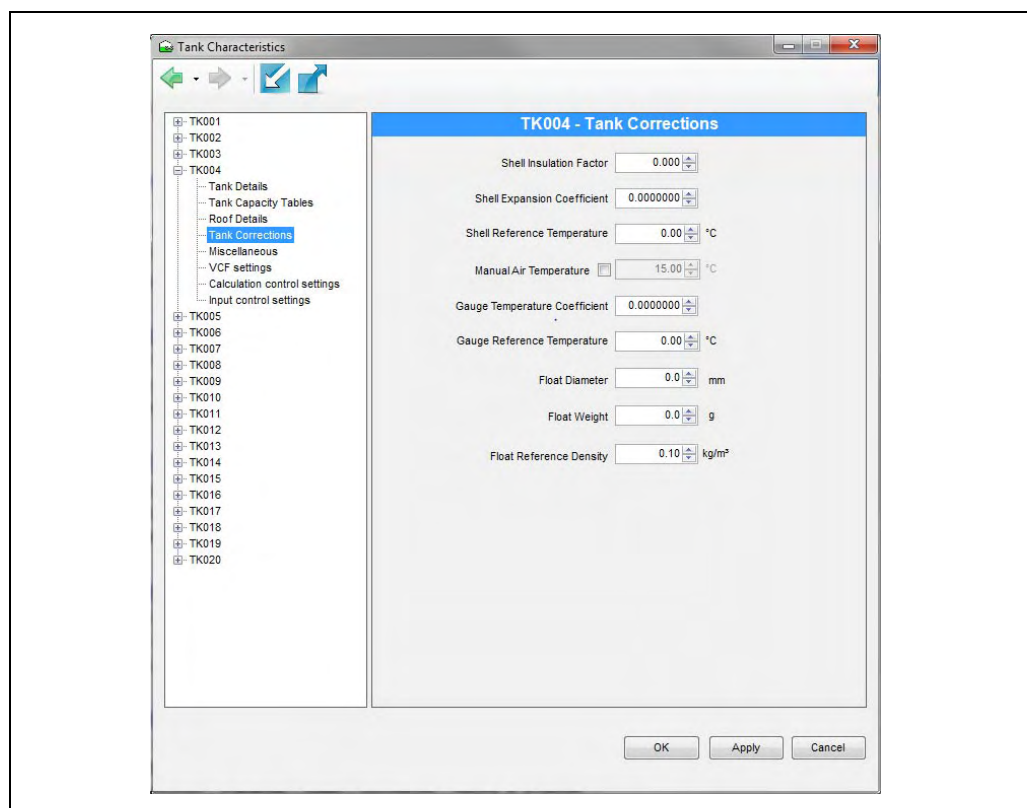 Tank Characteristics
TK001
TK002
TK003
TK004
Tank Details
Tank Capacity Tables
Roof Details
Tank Corrections
Miscellaneous
VCF settings
Calculation control settings
Input control settings
TK005
TK006
TK007
TK008
TK009
TK010
TK011
TK012
TK013
TK014
TK015
TK016
TK017
TK018
TK019
TK020
TK004 - Tank Corrections
Shell Insulation Factor 0.000
Shell Expansion Coefficient 0.0000000
Shell Reference Temperature 0.00 °C
Manual Air Temperature 15.00 °C
Gauge Temperature Coefficient 0.0000000
Gauge Reference Temperature 0.00 °C
Float Diameter 0.0 mm
Float Weight 0.0 g
Float Reference Density 0.10 kg/m³
OK Apply Cancel